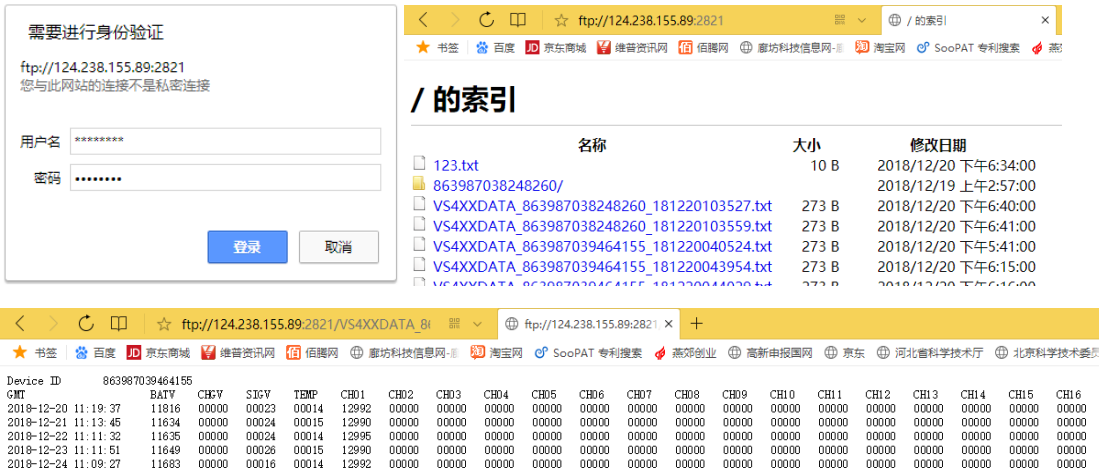 需要进行身份验证
ftp://124.238.155.89:2821
您与此网站的连接不是私密连接
用户名 ********
密码 ••••••••
登录 取消
ftp://124.238.155.89:2821 / 的索引
书签 百度 JD 京东商城 维普资讯网 佰 佰腾网 廊坊科技信息网- 淘 淘宝网 SooPAT 专利搜索
/ 的索引
名称 大小 修改日期
123.txt 10 B 2018/12/20 下午6:34:00
863987038248260/ 2018/12/19 上午2:57:00
VS4XXDATA_863987038248260_181220103527.txt 273 B 2018/12/20 下午6:40:00
VS4XXDATA_863987038248260_181220103559.txt 273 B 2018/12/20 下午6:41:00
VS4XXDATA_863987039464155_181220040524.txt 273 B 2018/12/20 下午5:41:00
VS4XXDATA_863987039464155_181220043954.txt 273 B 2018/12/20 下午6:15:00
VS4XXDATA_863987039464155_181220044029.txt 273 B 2018/12/20 下午6:16:00
ftp://124.238.155.89:2821/VS4XXDATA_8 ftp://124.238.155.89:2821
书签 百度 JD 京东商城 维普资讯网 佰 佰腾网 廊坊科技信息网- 淘 淘宝网 SooPAT 专利搜索 燕郊创业 高新申报国网 京东 河北省科学技术厅 北京科学技术委员
Device ID 863987039464155
GMT BATV CHGV SIGV TEMP CH01 CH02 CH03 CH04 CH05 CH06 CH07 CH08 CH09 CH10 CH11 CH12 CH13 CH14 CH15 CH16
2018-12-20 11:19:37 11816 00000 00023 00014 12992 00000 00000 00000 00000 00000 00000 00000 00000 00000 00000 00000 00000 00000 00000 00000
2018-12-21 11:13:45 11634 00000 00024 00015 12990 00000 00000 00000 00000 00000 00000 00000 00000 00000 00000 00000 00000 00000 00000 00000
2018-12-22 11:11:32 11635 00000 00024 00014 12995 00000 00000 00000 00000 00000 00000 00000 00000 00000 00000 00000 00000 00000 00000 00000
2018-12-23 11:11:51 11649 00000 00026 00015 12990 00000 00000 00000 00000 00000 00000 00000 00000 00000 00000 00000 00000 00000 00000 00000
2018-12-24 11:09:27 11683 00000 00016 00014 12992 00000 00000 00000 00000 00000 00000 00000 00000 00000 00000 00000 00000 00000 00000 00000